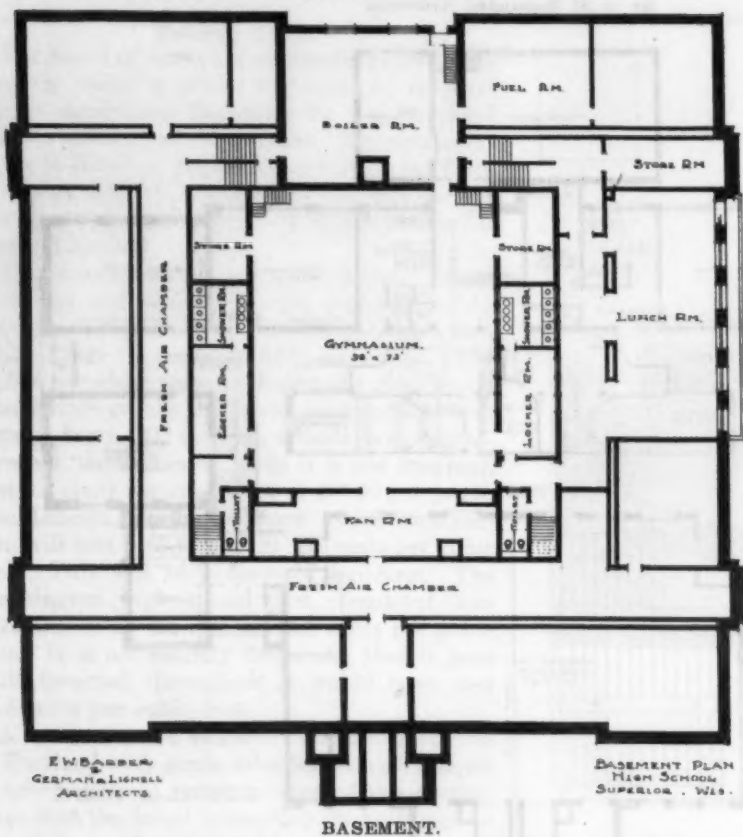 FUEL RM.
BOILER RM.
STORE RM
STORE RM
STORE RM
FRESH AIR CHAMBER
SHOWER RM.
SHOWER RM.
LUNCH RM.
GYMNASIUM.
LOCKER RM.
LOCKER RM.
TOILET
FAN RM
TOILET
FRESH AIR CHAMBER
E.W. BARBER
&
GERMAN & LIGNELL
ARCHITECTS
BASEMENT PLAN
HIGH SCHOOL
SUPERIOR. WIS.
BASEMENT.